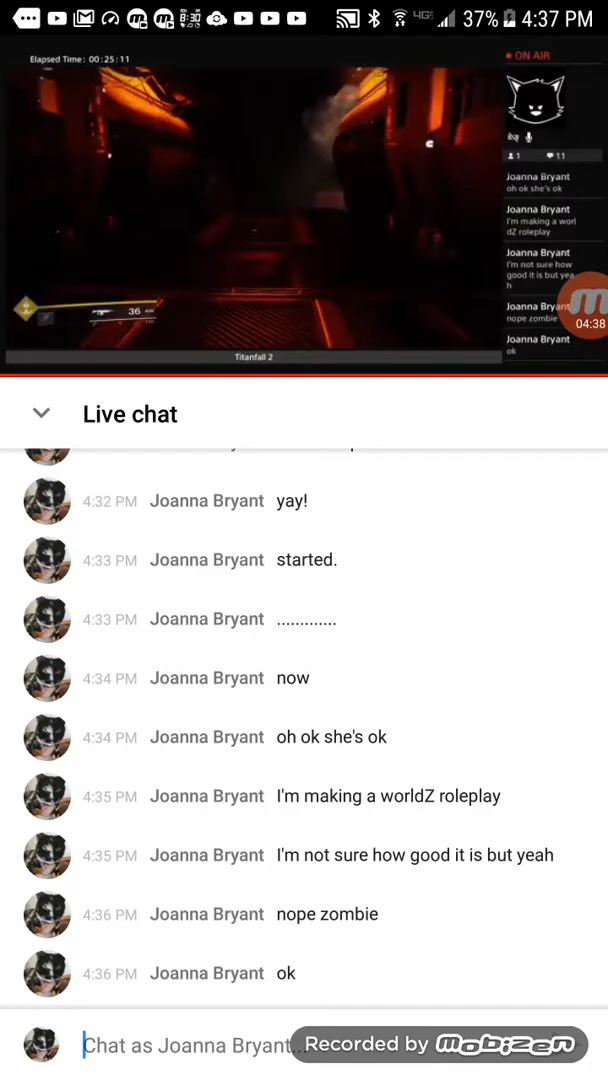 8:30
4G
37%
4:37 PM
Elapsed Time: 00:25:11
ON AIR
1
11
Joanna Bryant
oh ok she's ok
Joanna Bryant
I'm making a worl
dZ roleplay
Joanna Bryant
I'm not sure how
good it is but yea
h
Joanna Bryant
nope zombie
Joanna Bryant
ok
04:38
36
Titanfall 2
Live chat
4:32 PM Joanna Bryant yay!
4:33 PM Joanna Bryant started.
4:33 PM Joanna Bryant .............
4:34 PM Joanna Bryant now
4:34 PM Joanna Bryant oh ok she's ok
4:35 PM Joanna Bryant I'm making a worldZ roleplay
4:35 PM Joanna Bryant I'm not sure how good it is but yeah
4:36 PM Joanna Bryant nope zombie
4:36 PM Joanna Bryant ok
Chat as Joanna Bryant...
Recorded by mobizen